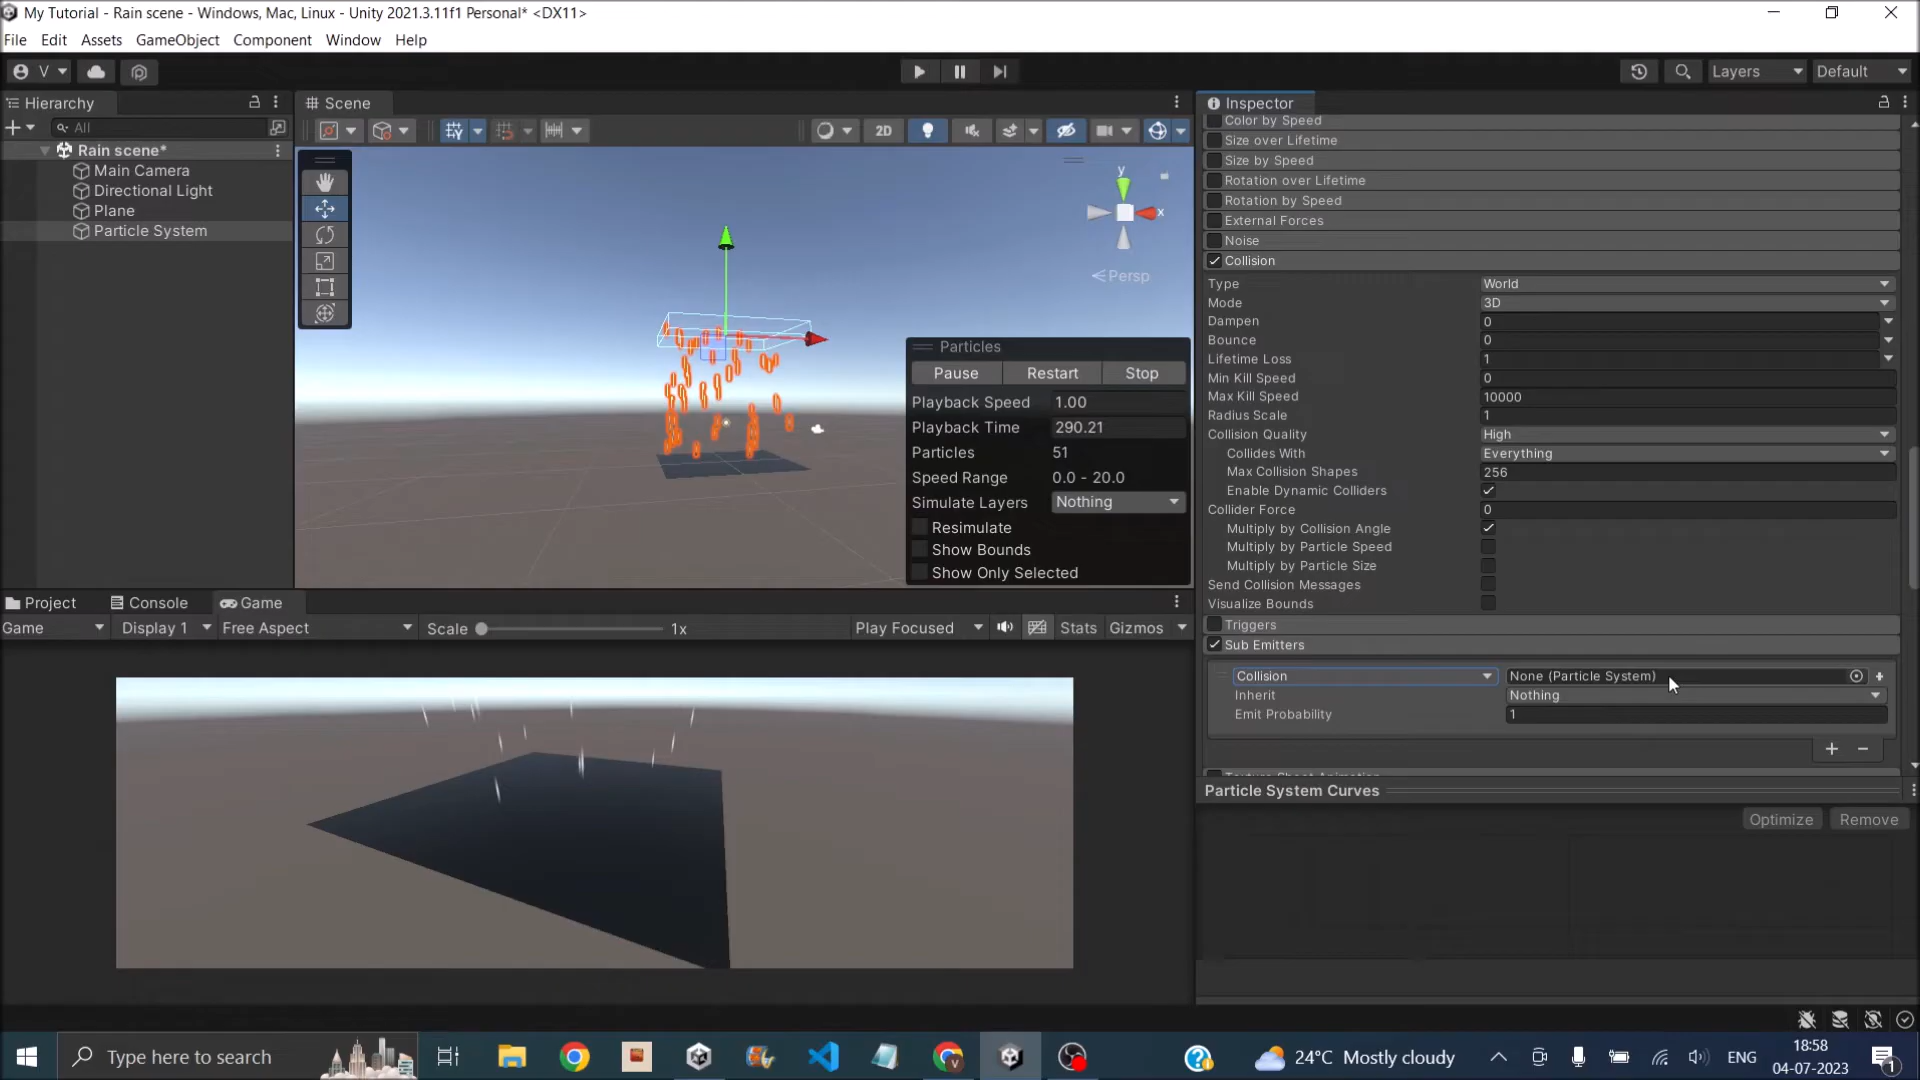 My Tutorial - Rain scene - Windows, Mac, Linux - Unity 2021.3.11f1 Personal* <DX11>
File Edit Assets GameObject Component Window Help
V
Layers
Default
Hierarchy
All
Rain scene*
Main Camera
Directional Light
Plane
Particle System
Scene
2D
y
x
Persp
Particles
Pause Restart Stop
Playback Speed 1.00
Playback Time 290.21
Particles 51
Speed Range 0.0 - 20.0
Simulate Layers Nothing
Resimulate
Show Bounds
Show Only Selected
Project Console Game
Game Display 1 Free Aspect Scale 1x Play Focused Stats Gizmos
Inspector
Color by Speed
Size over Lifetime
Size by Speed
Rotation over Lifetime
Rotation by Speed
External Forces
Noise
Collision
Type World
Mode 3D
Dampen 0
Bounce 0
Lifetime Loss 1
Min Kill Speed 0
Max Kill Speed 10000
Radius Scale 1
Collision Quality High
Collides With Everything
Max Collision Shapes 256
Enable Dynamic Colliders
Collider Force 0
Multiply by Collision Angle
Multiply by Particle Speed
Multiply by Particle Size
Send Collision Messages
Visualize Bounds
Triggers
Sub Emitters
Collision None (Particle System)
Inherit Nothing
Emit Probability 1
Texture Sheet Animation
Particle System Curves
Optimize Remove
Type here to search
24°C Mostly cloudy
ENG
18:58
04-07-2023
1